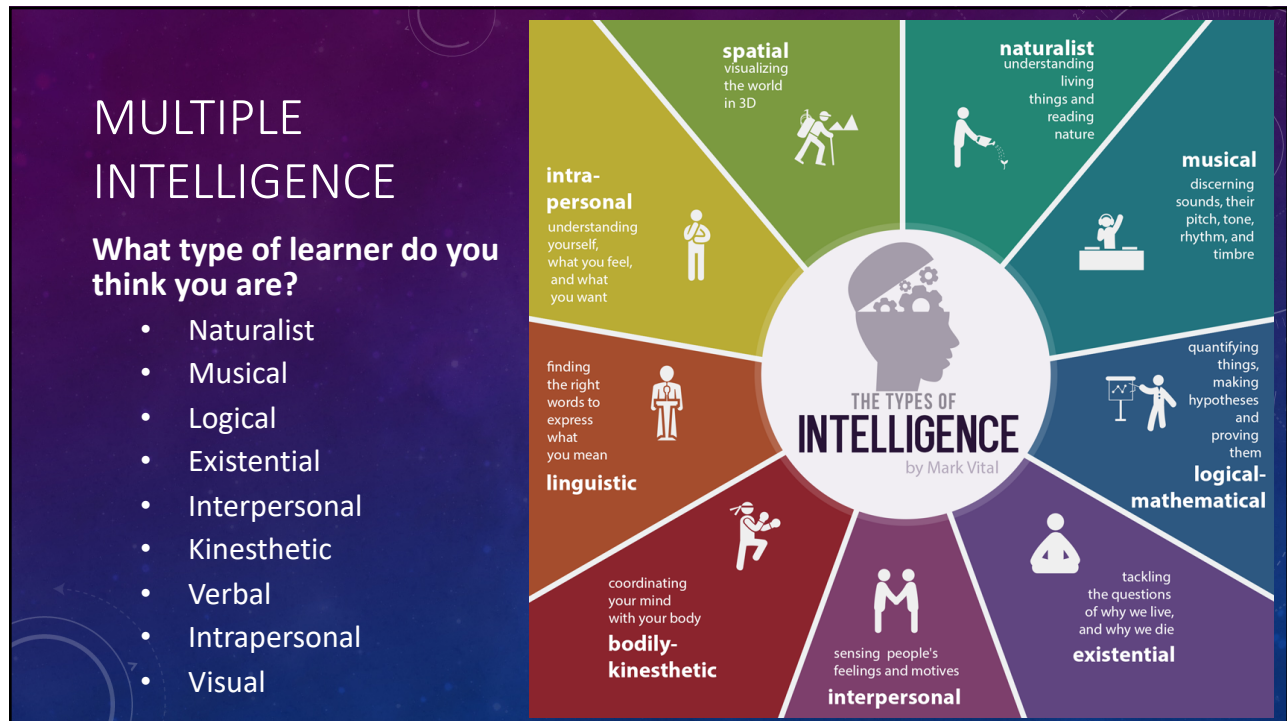 MULTIPLE
INTELLIGENCE
What type of learner do you
think you are?
• Naturalist
• Musical
• Logical
• Existential
• Interpersonal
• Kinesthetic
• Verbal
• Intrapersonal
• Visual
spatial
visualizing
the world
in 3D
naturalist
understanding
living
things and
reading
nature
musical
discerning
sounds, their
pitch, tone,
rhythm, and
timbre
quantifying
things,
making
hypotheses
and
proving
them
logical-
mathematical
tackling
the questions
of why we live,
and why we die
existential
sensing people's
feelings and motives
interpersonal
coordinating
your mind
with your body
bodily-
kinesthetic
finding
the right
words to
express
what
you mean
linguistic
intra-
personal
understanding
yourself,
what you feel,
and what
you want
THE TYPES OF
INTELLIGENCE
by Mark Vital